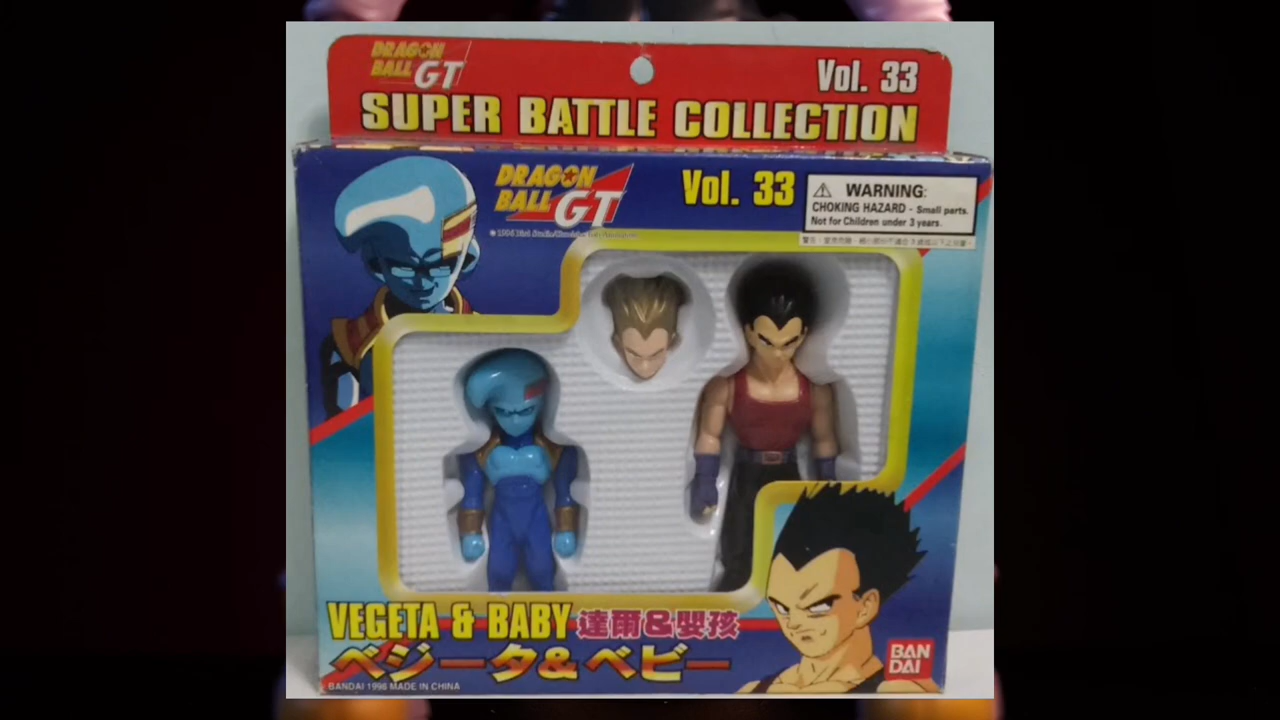 DRAGON
BALL GT
Vol. 33
SUPER BATTLE COLLECTION
DRAGON
BALL GT
Vol. 33
WARNING:
CHOKING HAZARD - Small parts.
Not for Children under 3 years.
VEGETA & BABY 達爾&嬰孩
ベジータ&ベビー
BAN
DAI
BANDAI 1996 MADE IN CHINA